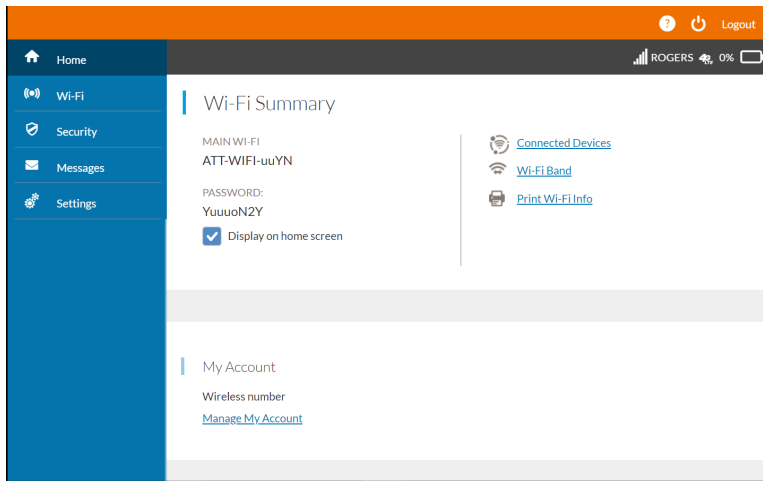 ? Logout
Home
ROGERS 0%
Wi-Fi
Security
Messages
Settings
Wi-Fi Summary
MAIN WI-FI
ATT-WIFI-uuYN
PASSWORD:
YuuuoN2Y
Display on home screen
Connected Devices
Wi-Fi Band
Print Wi-Fi Info
My Account
Wireless number
Manage My Account